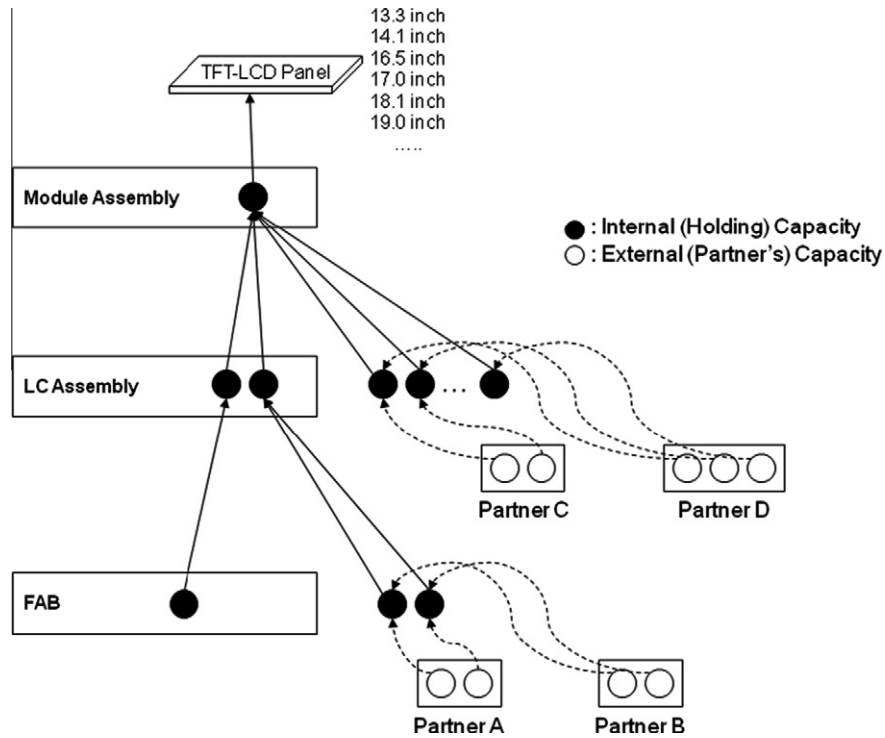 13.3 inch
14.1 inch
16.5 inch
17.0 inch
18.1 inch
19.0 inch
.....
TFT-LCD Panel
Module Assembly
: Internal (Holding) Capacity
: External (Partner's) Capacity
LC Assembly
...
Partner C
Partner D
FAB
Partner A
Partner B